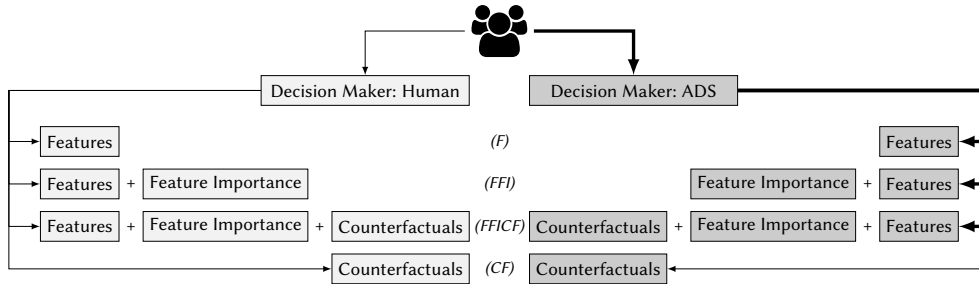 Decision Maker: Human Decision Maker: ADS
Features (F) Features
Features + Feature Importance (FFI) Feature Importance + Features
Features + Feature Importance + Counterfactuals (FFICF) Counterfactuals + Feature Importance + Features
Counterfactuals (CF) Counterfactuals